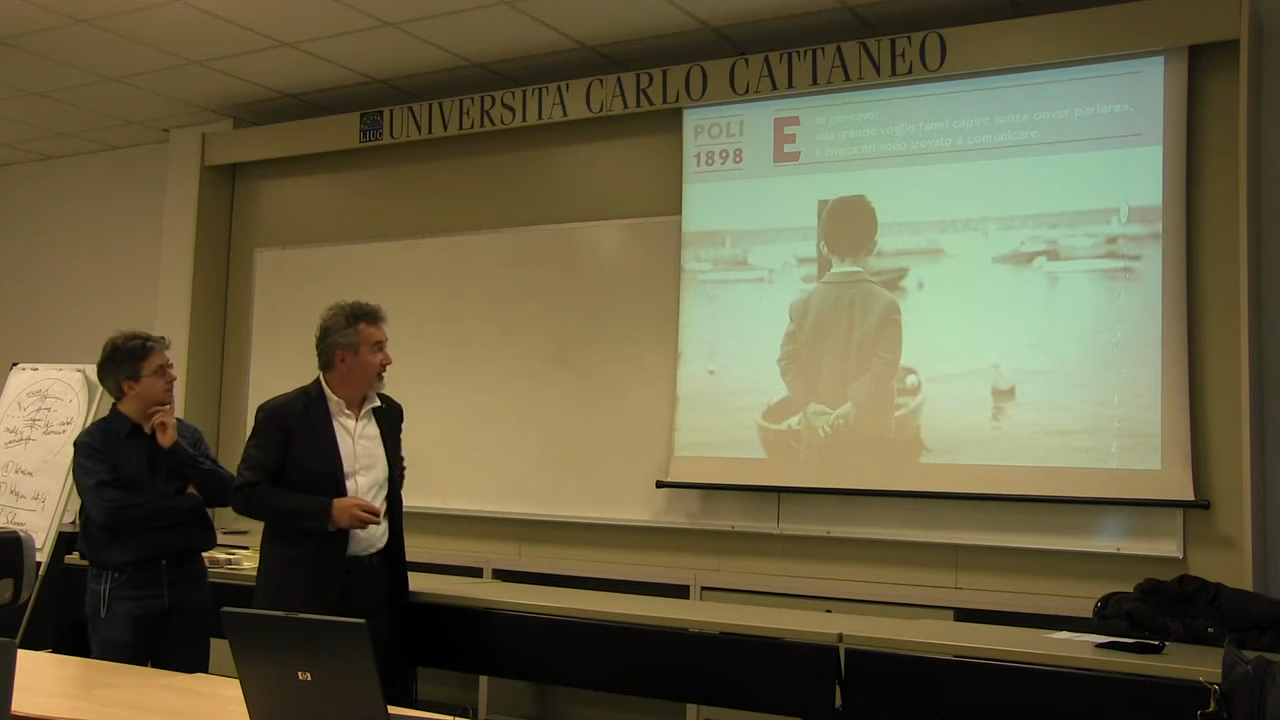 LIUC UNIVERSITA' CARLO CATTANEO
POLI
1898
E
Io pensavo:
«da grande voglio farmi capire senza dover parlare».
E invece mi sono trovato a comunicare.
hp